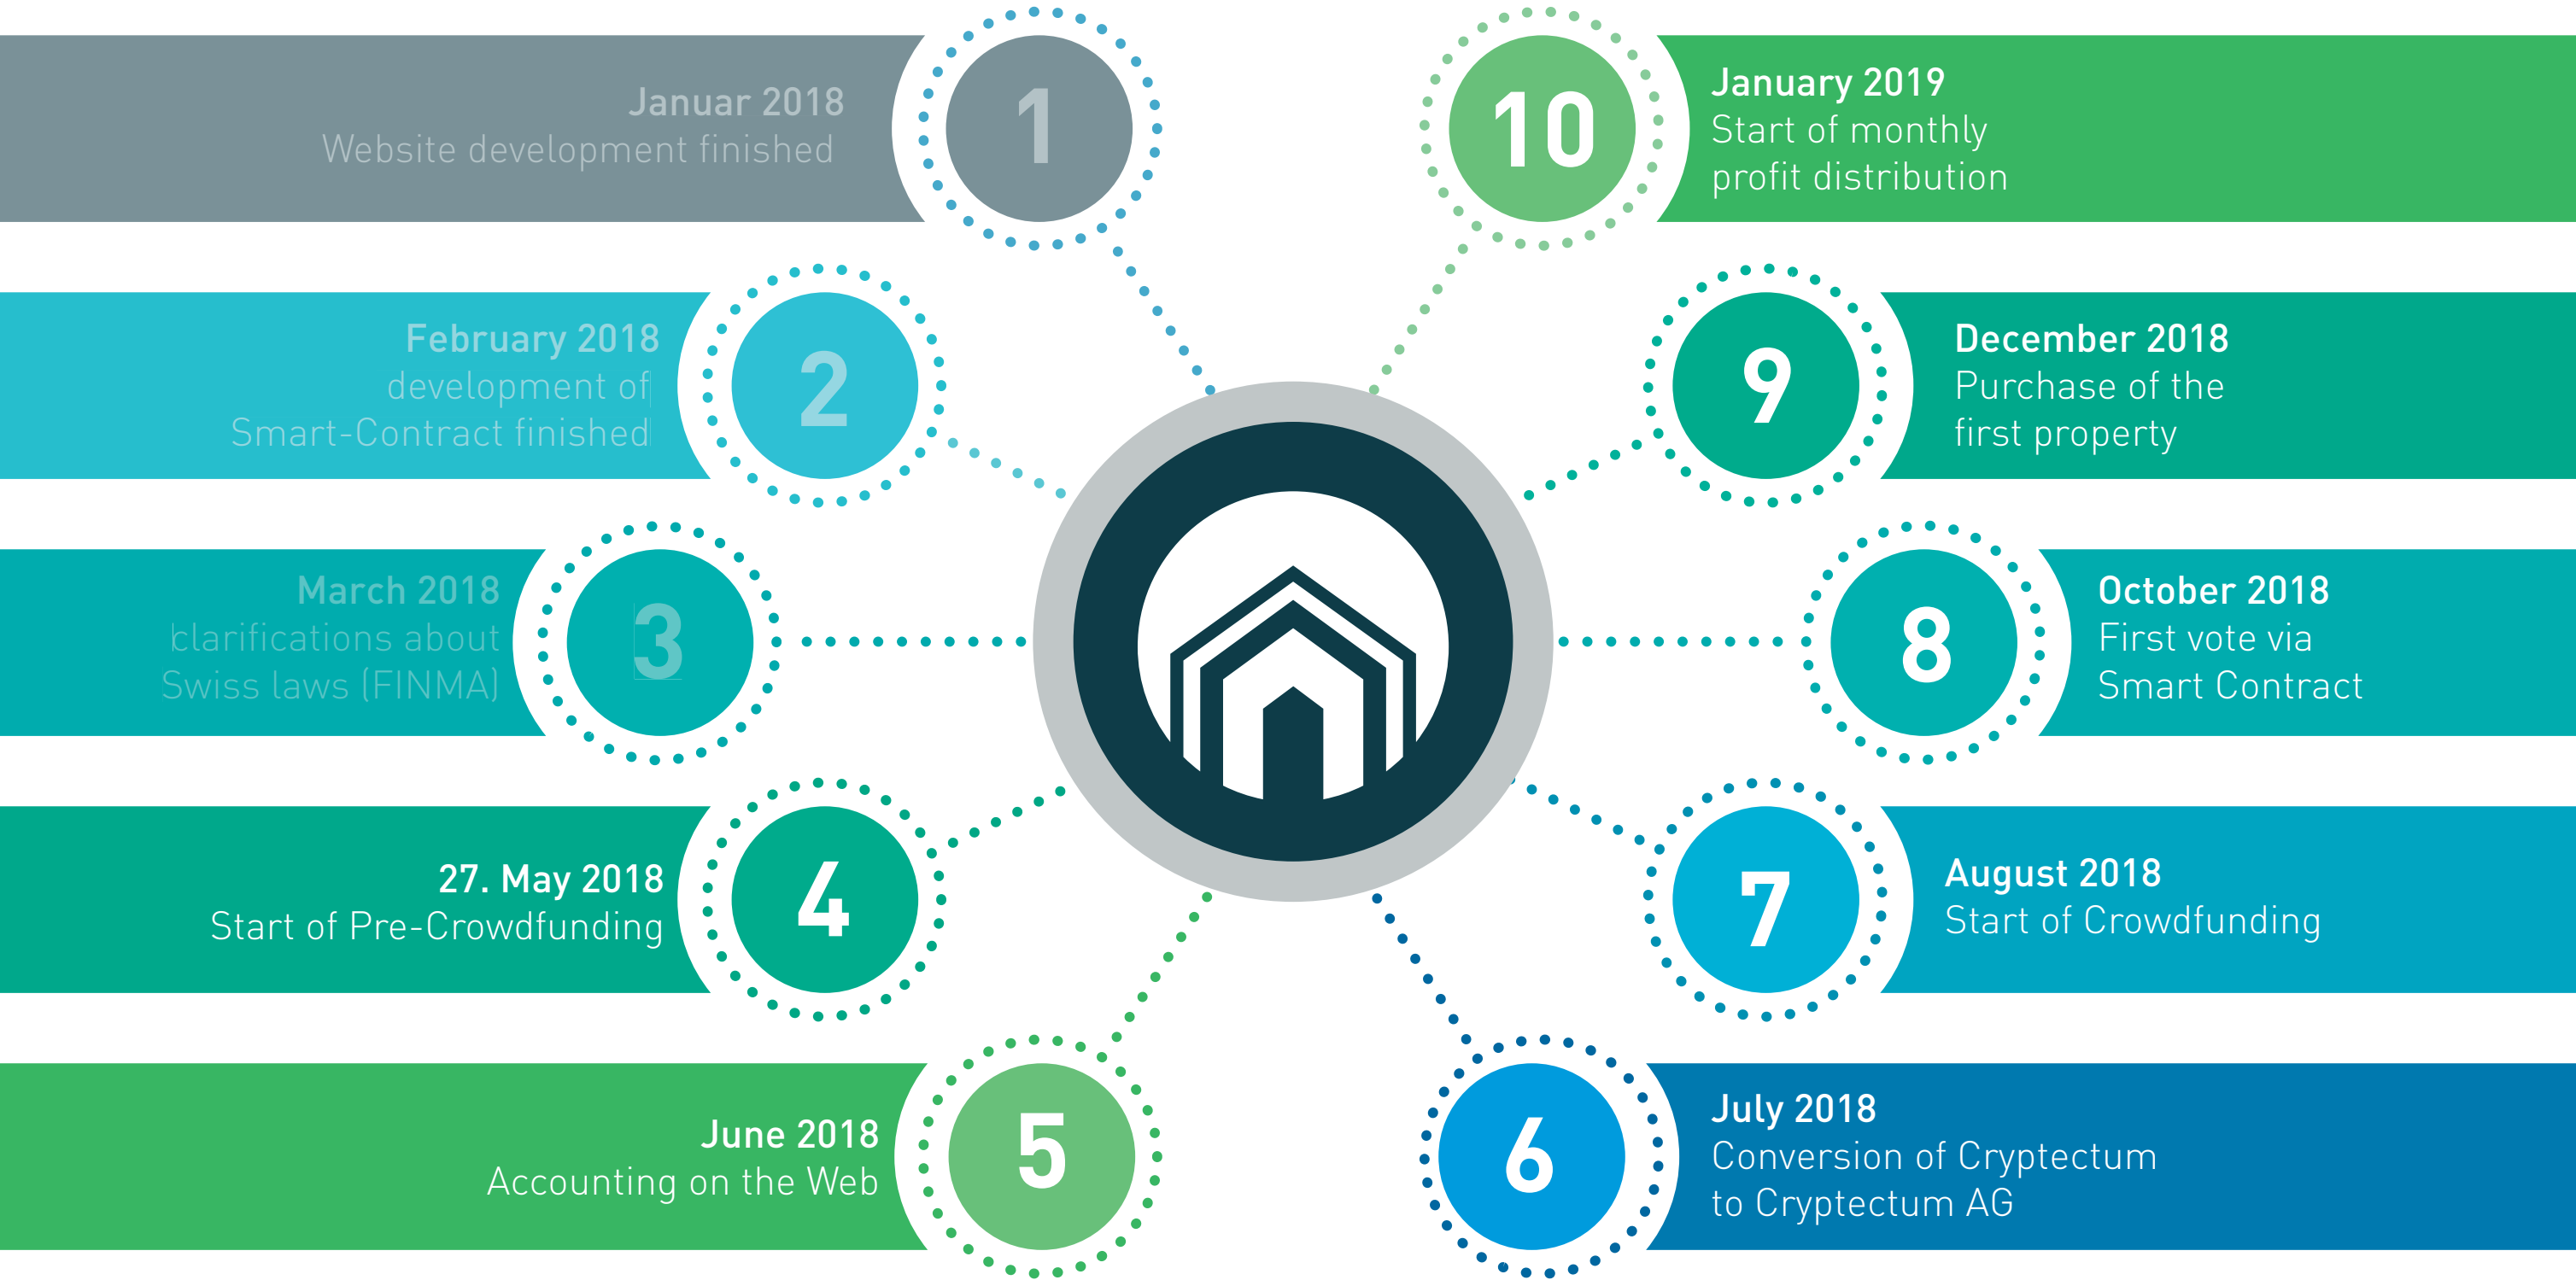 1
Januar 2018
Website development finished
2
February 2018
development of
Smart-Contract finished
3
March 2018
clarifications about
Swiss laws (FINMA)
4
27. May 2018
Start of Pre-Crowdfunding
5
June 2018
Accounting on the Web
6
July 2018
Conversion of Cryptectum
to Cryptectum AG
7
August 2018
Start of Crowdfunding
8
October 2018
First vote via
Smart Contract
9
December 2018
Purchase of the
first property
10
January 2019
Start of monthly
profit distribution